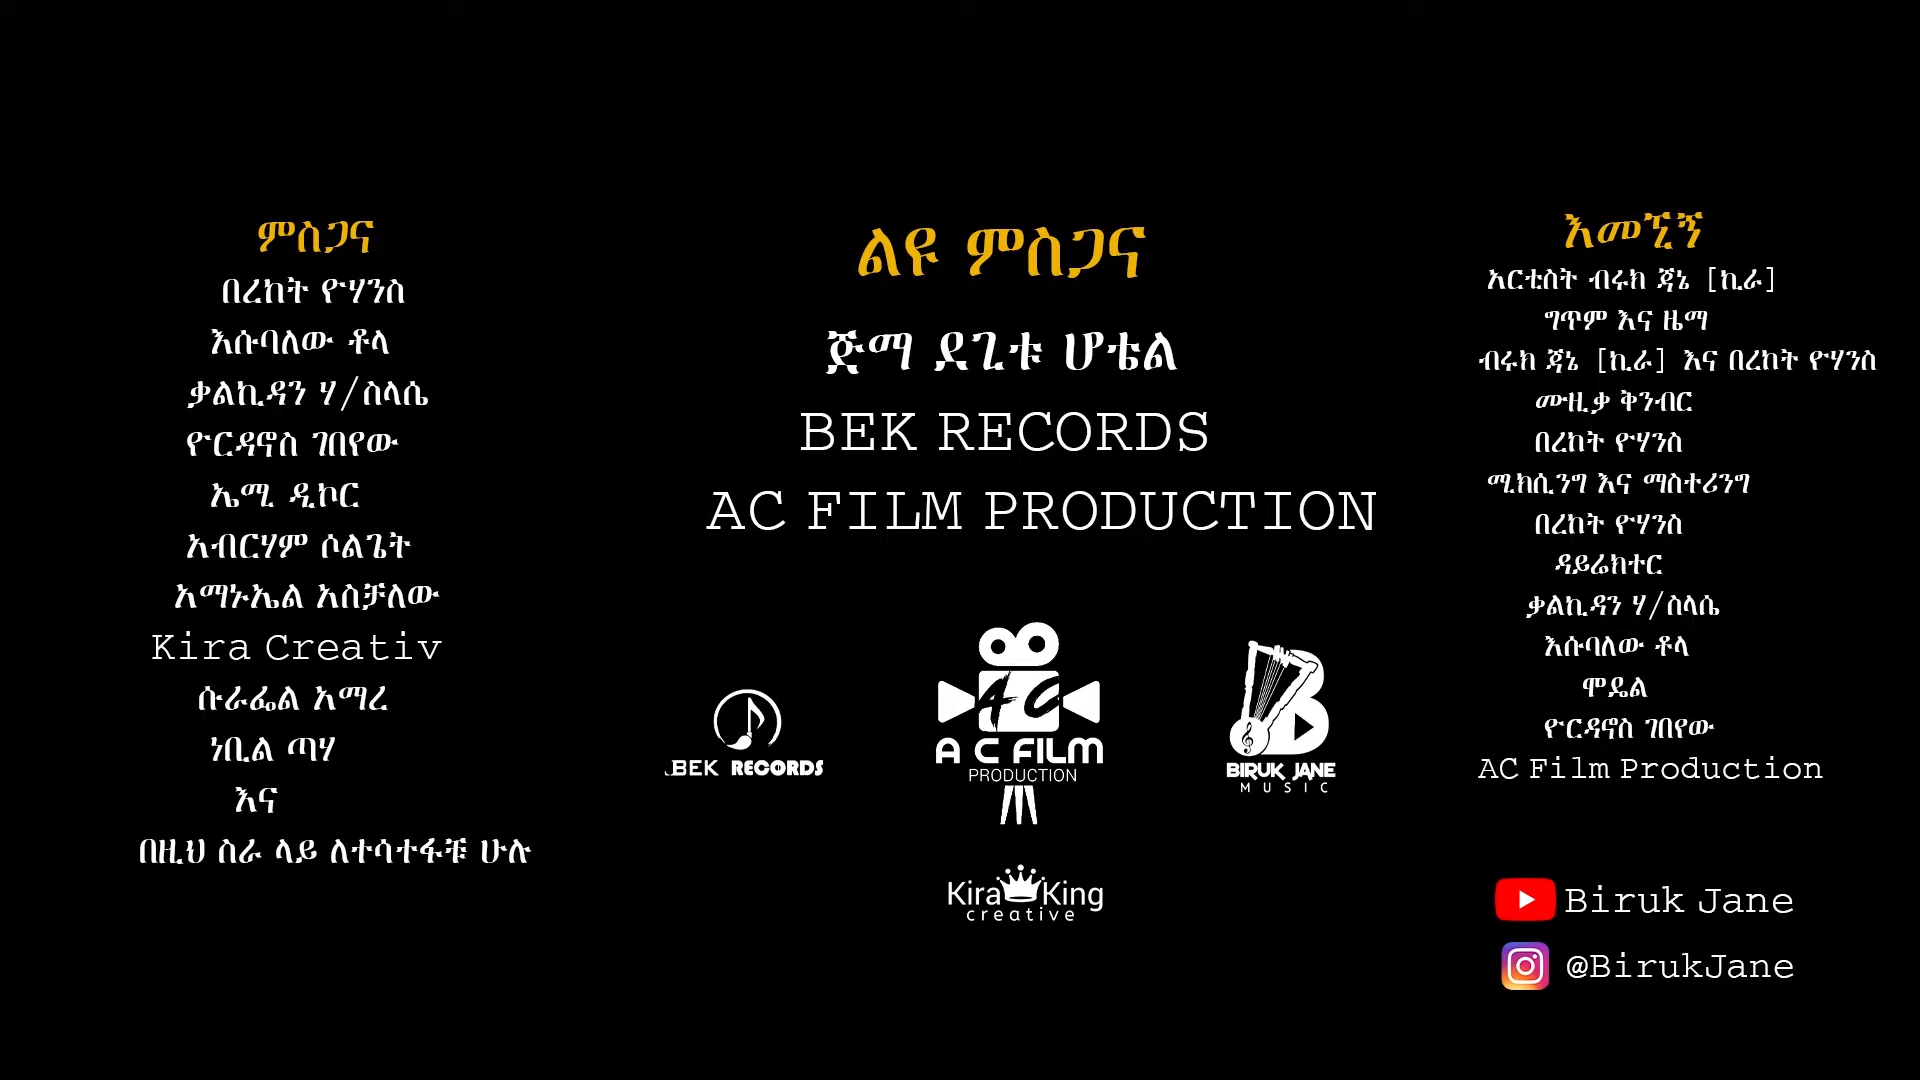 ምስጋና
በረከት ዮሃንስ
እሱባለው ቶላ
ቃልኪዳን ሃ/ስላሴ
ዮርዳኖስ ገበየው
ኤሚ ዲኮር
አብርሃም ሶልጌት
አማኑኤል አስቻለው
Kira Creativ
ሱራፌል አማረ
ነቢል ጣሃ
እና
በዚህ ስራ ላይ ለተሳተፋቹ ሁሉ
ልዩ ምስጋና
ጅማ ደጊቱ ሆቴል
BEK RECORDS
AC FILM PRODUCTION
BEK RECORDS
AC
A C FILM
PRODUCTION
B
BIRUK JANE
MUSIC
Kira King
creative
እመኚኝ
አርቲስት ብሩክ ጃኔ [ኪራ]
ግጥም እና ዜማ
ብሩክ ጃኔ [ኪራ] እና በረከት ዮሃንስ
ሙዚቃ ቅንብር
በረከት ዮሃንስ
ሚክሲንግ እና ማስተሪንግ
በረከት ዮሃንስ
ዳይሬክተር
ቃልኪዳን ሃ/ስላሴ
እሱባለው ቶላ
ሞዴል
ዮርዳኖስ ገበየው
AC Film Production
Biruk Jane
@BirukJane